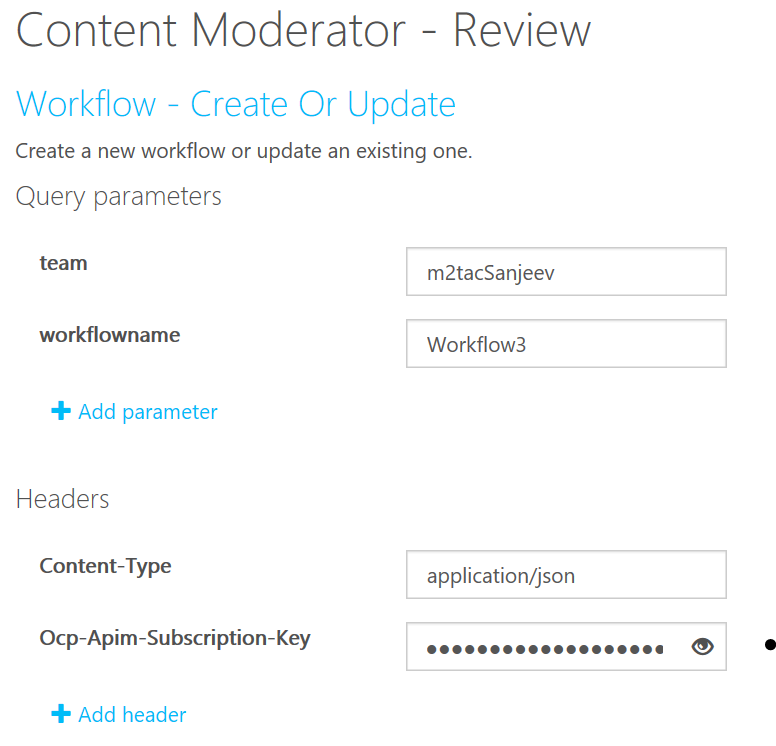 Content Moderator - Review
Workflow - Create Or Update
Create a new workflow or update an existing one.
Query parameters
team
m2tacSanjeev
workflowname
Workflow3
Add parameter
Headers
Content-Type
application/json
Ocp-Apim-Subscription-Key
●●●●●●●●●●●●●●●●●●●
Add header